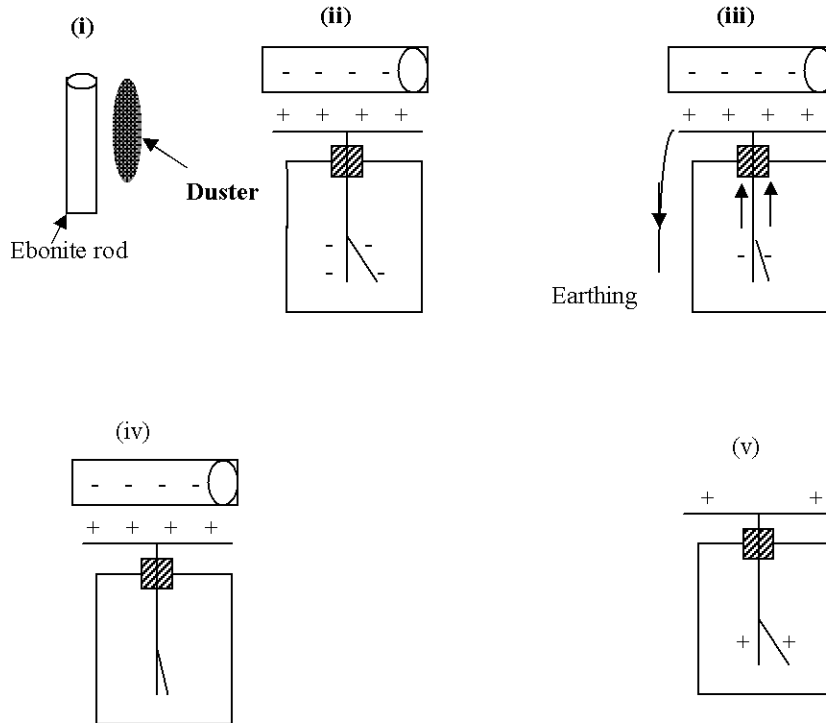 (i)
(ii)
(iii)
- - - -
- - - -
+ + + +
+ + + +
Duster
Ebonite rod
- -
- -
- -
Earthing
(iv)
(v)
- - - -
+ +
+ + + +
+ +